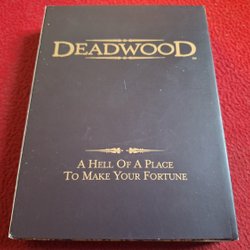 DEADWOOD
A HELL OF A PLACE
TO MAKE YOUR FORTUNE